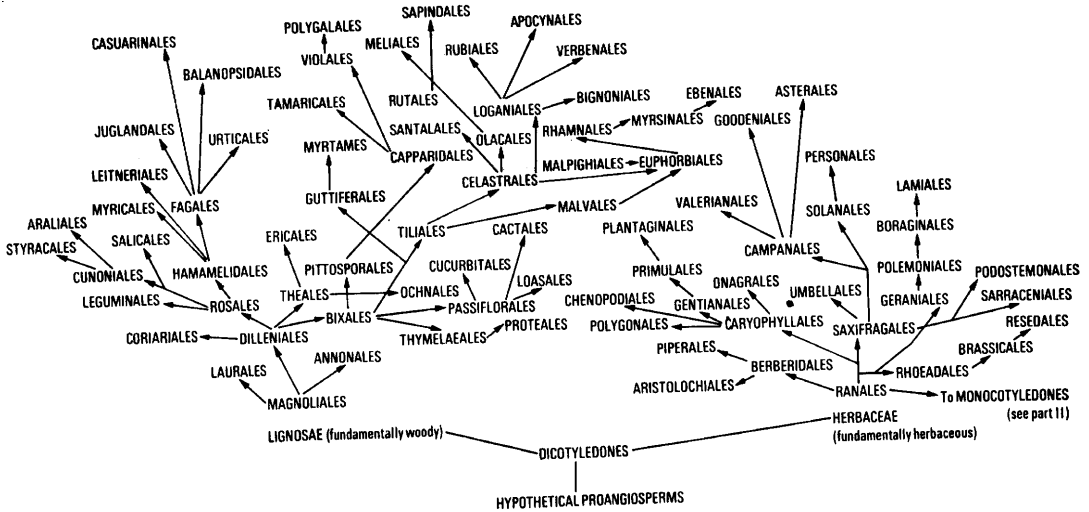 SAPINDALES
APOCYNALES
POLYGALALES
CASUARINALES
MELIALES
RUBIALES
VERBENALES
VIOLALES
BALANOPSIDALES
RUTALES
LOGANIALES
BIGNONIALES
EBENALES
ASTERALES
TAMARICALES
GOODENIALES
MYRSINALES
SANTALALES
RHAMNALES
JUGLANDALES
URTICALES
OLACALES
MYRTAMES
CAPPARIDALES
MALPIGHIALES
EUPHORBIALES
PERSONALES
LEITNERIALES
CELASTRALES
LAMIALES
GUTTIFERALES
FAGALES
MALVALES
VALERIANALES
SOLANALES
MYRICALES
ARALIALES
BORAGINALES
PLANTAGINALES
TILIALES
CACTALES
ERICALES
SALICALES
STYRACALES
CAMPANALES
CUNONIALES
HAMAMELIDALES
PITTOSPORALES
CUCURBITALES
PRIMULALES
POLEMONIALES
PODOSTEMONALES
LOASALES
ONAGRALES
UMBELLALES
SARRACENIALES
THEALES
OCHNALES
LEGUMINALES
ROSALES
CHENOPODIALES
GENTIANALES
GERANIALES
PASSIFLORALES
BIXALES
PROTEALES
POLYGONALES
CARYOPHYLLALES
SAXIFRAGALES
RESEDALES
CORIARIALES
DILLENIALES
THYMELAEALES
PIPERALES
BRASSICALES
ANNONALES
LAURALES
BERBERIDALES
RHOEADALES
ARISTOLOCHIALES
RANALES
To MONOCOTYLEDONES
(see part II)
MAGNOLIALES
HERBACEAE
(fundamentally herbaceous)
LIGNOSAE (fundamentally woody)
DICOTYLEDONES
HYPOTHETICAL PROANGIOSPERMS